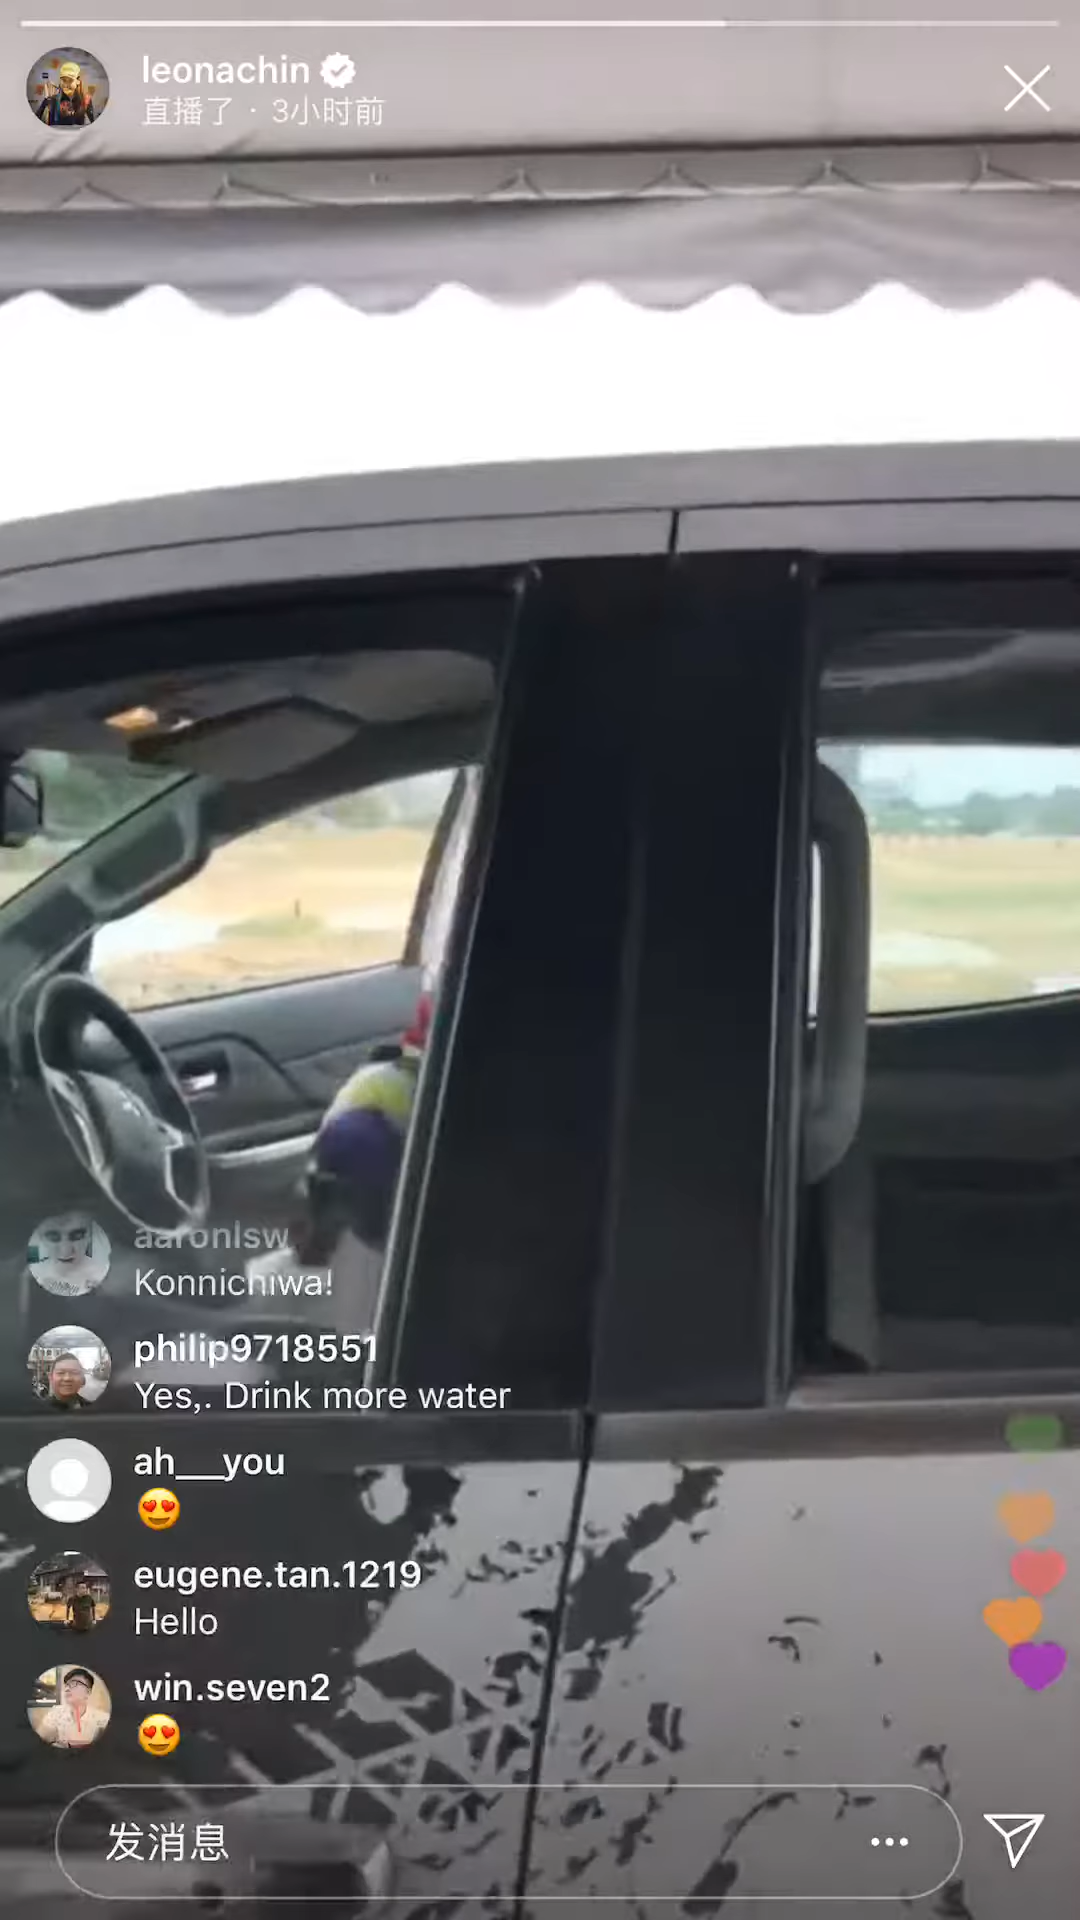 leonachin
直播了 · 3小时前
aaronlsw
Konnichiwa!
philip9718551
Yes,. Drink more water
ah___you
😍
eugene.tan.1219
Hello
win.seven2
😍
发消息